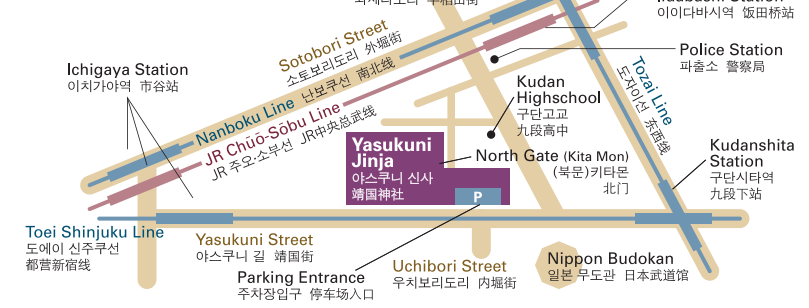 이이다바시역 饭田桥站
Sotobori Street
소토보리도리 外堀街
Police Station
파출소 警察局
Ichigaya Station
이치가야역 市谷站
Tozai Line
도자이선 东西线
Kudan
Highschool
구단고교
九段高中
Nanboku Line 난보쿠선 南北线
JR Chūō-Sōbu Line
JR 주오·소부선 JR中央总武线
Yasukuni
Jinja
야스쿠니 신사
靖国神社
P
North Gate (Kita Mon)
(북문)키타몬
北门
Kudanshita
Station
구단시타역
九段下站
Toei Shinjuku Line
도에이 신주쿠선
都营新宿线
Yasukuni Street
야스쿠니 길 靖国街
Parking Entrance
주차장입구 停车场入口
Uchibori Street
우치보리도리 内堀街
Nippon Budokan
일본 무도관 日本武道馆